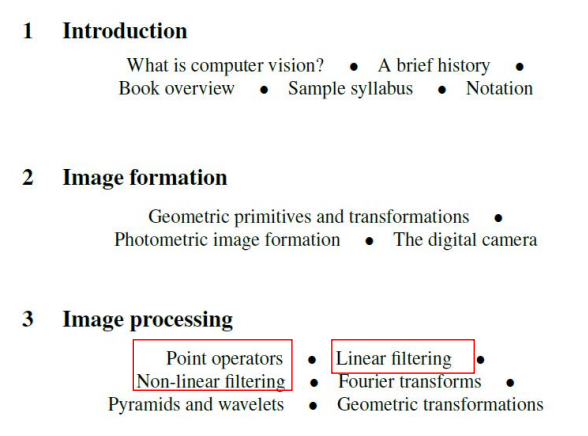 1 Introduction
What is computer vision? • A brief history •
Book overview • Sample syllabus • Notation
2 Image formation
Geometric primitives and transformations •
Photometric image formation • The digital camera
3 Image processing
Point operators • Linear filtering •
Non-linear filtering • Fourier transforms •
Pyramids and wavelets • Geometric transformations